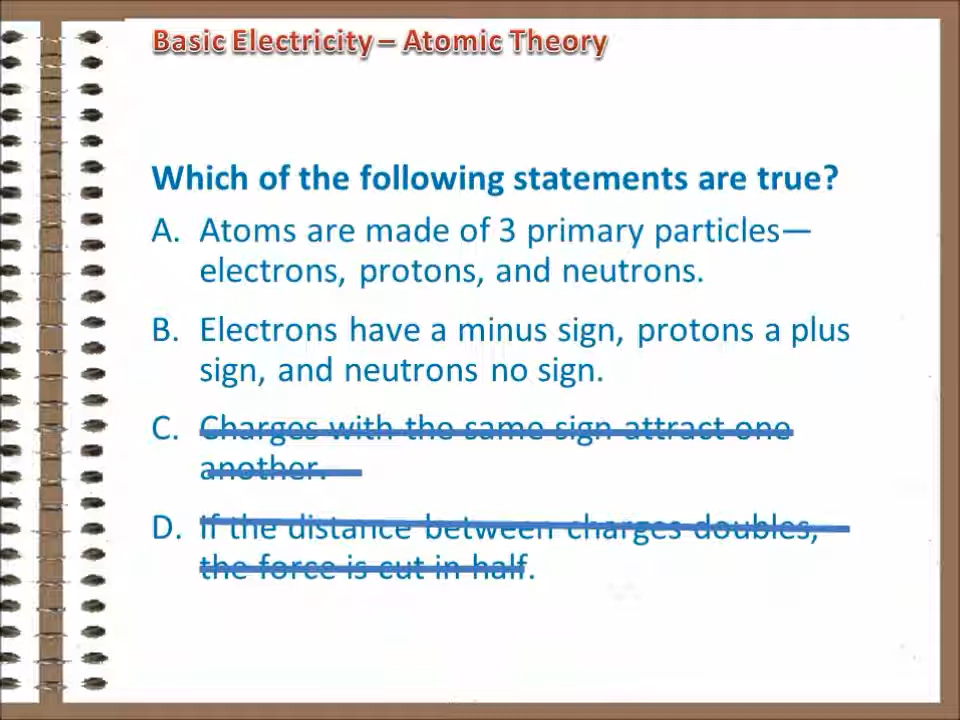 Basic Electricity – Atomic Theory
Which of the following statements are true?
A. Atoms are made of 3 primary particles—
electrons, protons, and neutrons.
B. Electrons have a minus sign, protons a plus
sign, and neutrons no sign.
C. Charges with the same sign attract one
another.
D. If the distance between charges doubles,
the force is cut in half.